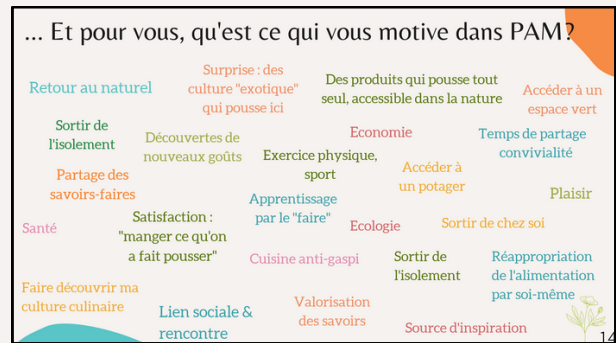 ... Et pour vous, qu'est ce qui vous motive dans PAM?
Retour au naturel
Surprise : des
culture "exotique"
qui pousse ici
Des produits qui pousse tout
seul, accessible dans la nature
Accéder à un
espace vert
Sortir de
l'isolement
Découvertes de
nouveaux goûts
Economie
Temps de partage
convivialité
Exercice physique,
sport
Partage des
savoirs-faires
Accéder à
un potager
Plaisir
Apprentissage
par le "faire"
Santé
Satisfaction :
"manger ce qu'on
a fait pousser"
Ecologie
Sortir de chez soi
Cuisine anti-gaspi
Sortir de
l'isolement
Réappropriation
de l'alimentation
par soi-même
Faire découvrir ma
culture culinaire
Lien sociale &
rencontre
Valorisation
des savoirs
Source d'inspiration
14